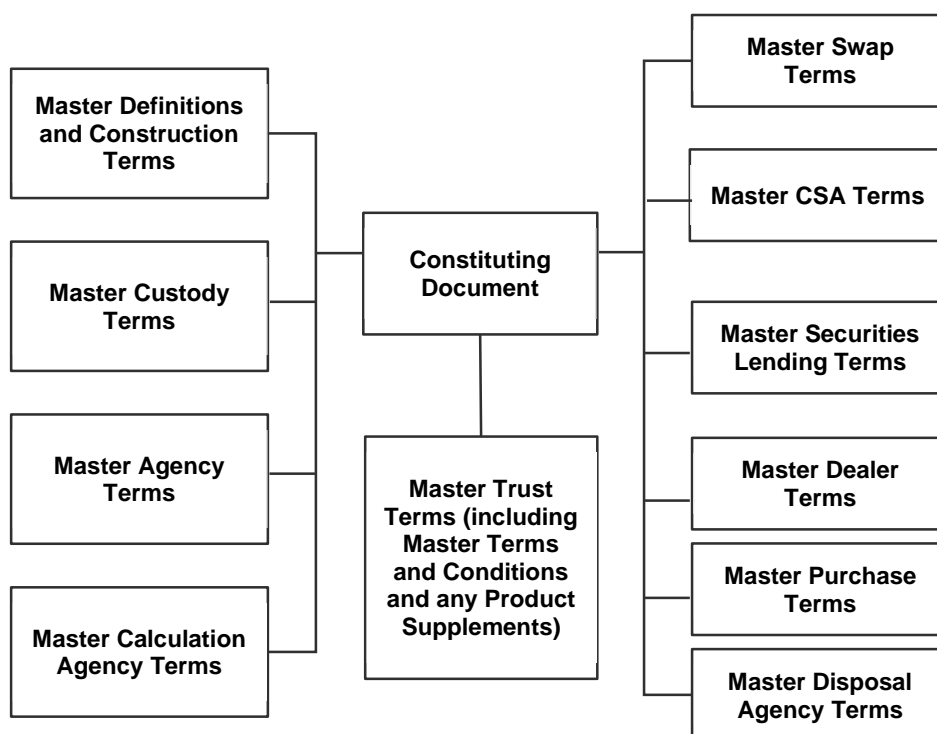 Master Definitions
and Construction
Terms
Master Custody
Terms
Master Agency
Terms
Master Calculation
Agency Terms
Constituting
Document
Master Trust
Terms (including
Master Terms
and Conditions
and any Product
Supplements)
Master Swap
Terms
Master CSA Terms
Master Securities
Lending Terms
Master Dealer
Terms
Master Purchase
Terms
Master Disposal
Agency Terms